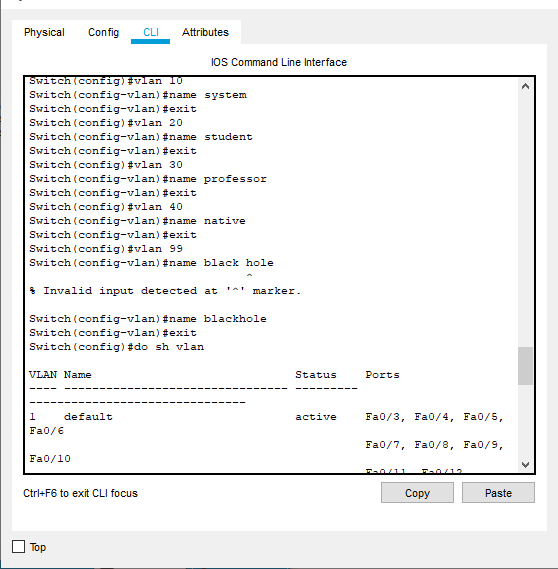 Physical Config CLI Attributes
IOS Command Line Interface
Switch(config)#vlan 10
Switch(config-vlan)#name system
Switch(config-vlan)#exit
Switch(config)#vlan 20
Switch(config-vlan)#name student
Switch(config-vlan)#exit
Switch(config)#vlan 30
Switch(config-vlan)#name professor
Switch(config-vlan)#exit
Switch(config)#vlan 40
Switch(config-vlan)#name native
Switch(config-vlan)#exit
Switch(config)#vlan 99
Switch(config-vlan)#name black hole
^
% Invalid input detected at '^' marker.
Switch(config-vlan)#name blackhole
Switch(config-vlan)#exit
Switch(config)#do sh vlan
VLAN Name Status Ports
---- -------------------------------- ---------
-------------------------------
1 default active Fa0/3, Fa0/4, Fa0/5,
Fa0/6
Fa0/7, Fa0/8, Fa0/9,
Fa0/10
Fa0/11, Fa0/12,
Ctrl+F6 to exit CLI focus
Copy Paste
Top